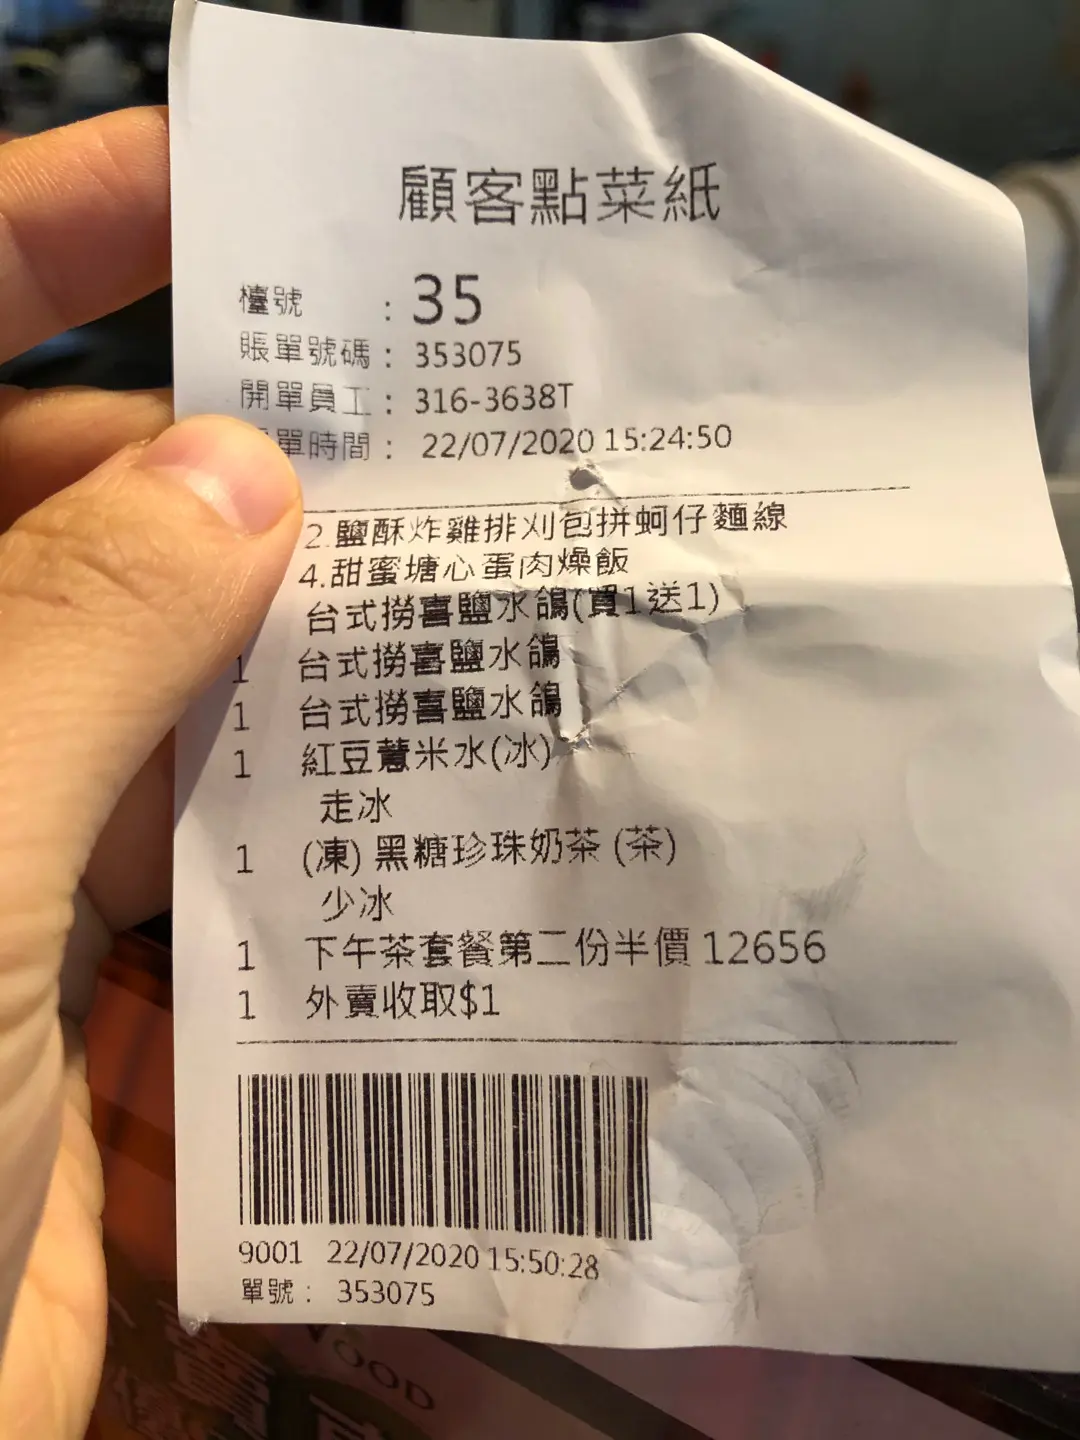 顧客點菜紙
檯號 : 35
賬單號碼 : 353075
開單員工 : 316-3638T
單時間 : 22/07/2020 15:24:50
2.鹽酥炸雞排刈包拼蚵仔麵線
4.甜蜜塘心蛋肉燥飯
台式撈喜鹽水鴿(買1送1)
1 台式撈喜鹽水鴿
1 台式撈喜鹽水鴿
1 紅豆薏米水(冰)
走冰
1 (凍) 黑糖珍珠奶茶 (茶)
少冰
1 下午茶套餐第二份半價 12656
1 外賣收取$1
9001 22/07/2020 15:50:28
單號 : 353075
VOOD